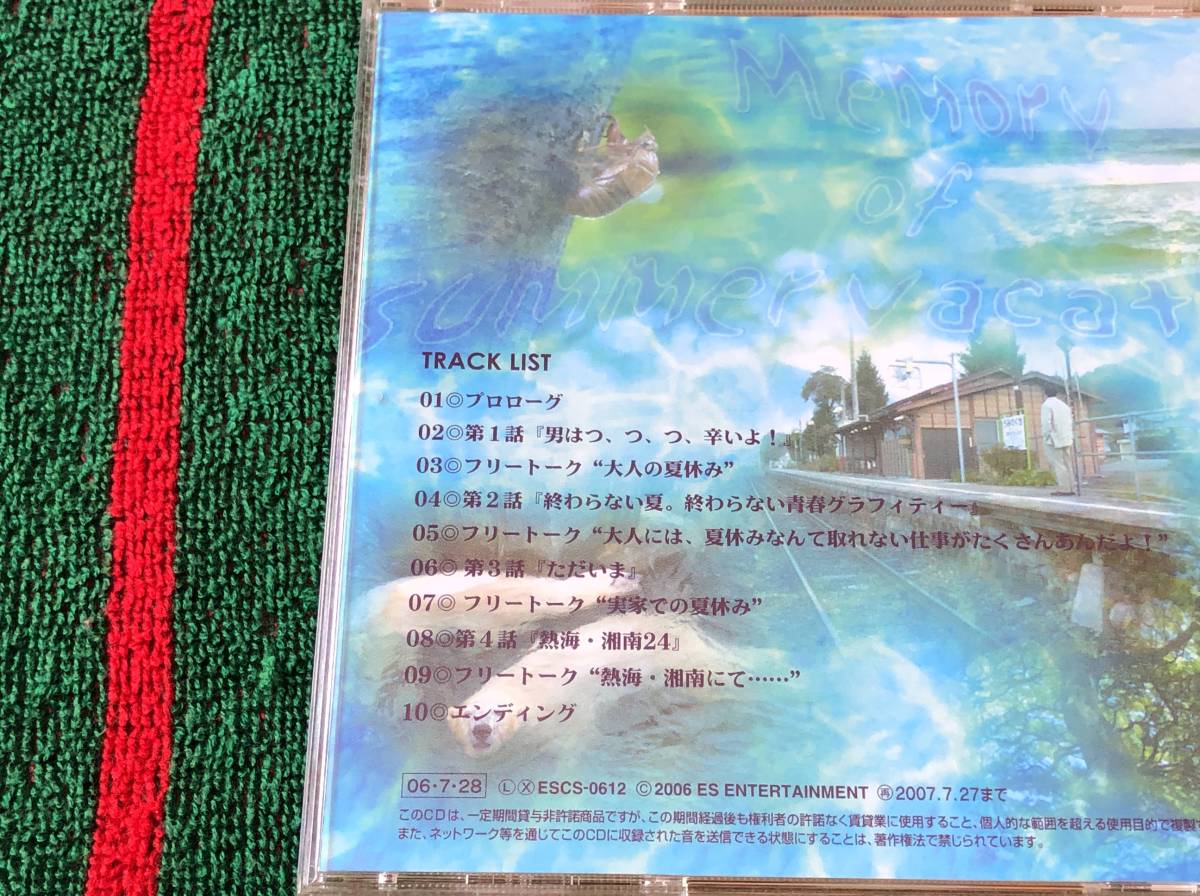 Memory
of
summer vacat
TRACK LIST
01◎プロローグ
02◎第1話『男はつ、つ、つ、辛いよ！』
03◎フリートーク“大人の夏休み”
04◎第2話『終わらない夏。終わらない青春グラフィティー』
05◎フリートーク“大人には、夏休みなんて取れない仕事がたくさんあんだよ！”
06◎第3話『ただいま』
07◎フリートーク“実家での夏休み”
08◎第4話『熱海・湘南24』
09◎フリートーク“熱海・湘南にて……”
10◎エンディング
06・7・28 Ⓛ Ⓧ ESCS-0612 ©2006 ES ENTERTAINMENT ㊢2007.7.27まで
このCDは、一定期間貸与非許諾商品ですが、この期間経過後も権利者の許諾なく賃貸業に使用すること、個人的な範囲を超える使用目的で複製す
また、ネットワーク等を通じてこのCDに収録された音を送信できる状態にすることは、著作権法で禁じられています。